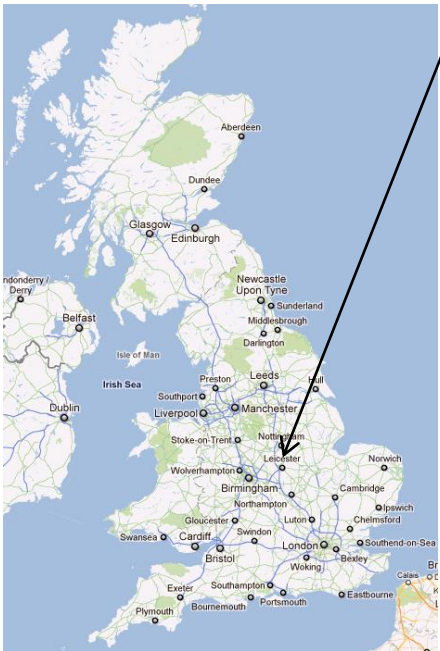 Aberdeen
Dundee
Glasgow
Edinburgh
Newcastle
Upon Tyne
Sunderland
Middlesbrough
Darlington
ndonderry /
Derry
Belfast
Isle of Man
Irish Sea
Dublin
Preston
Leeds
Hull
Southport
Liverpool
Manchester
Stoke-on-Trent
Nottingham
Leicester
Norwich
Wolverhampton
Birmingham
Cambridge
Northampton
Ipswich
Gloucester
Luton
Chelmsford
Swansea
Cardiff
Swindon
London
Southend-on-Sea
Bristol
Woking
Bexley
Exeter
Southampton
Calais
Br
Plymouth
Bournemouth
Portsmouth
Eastbourne